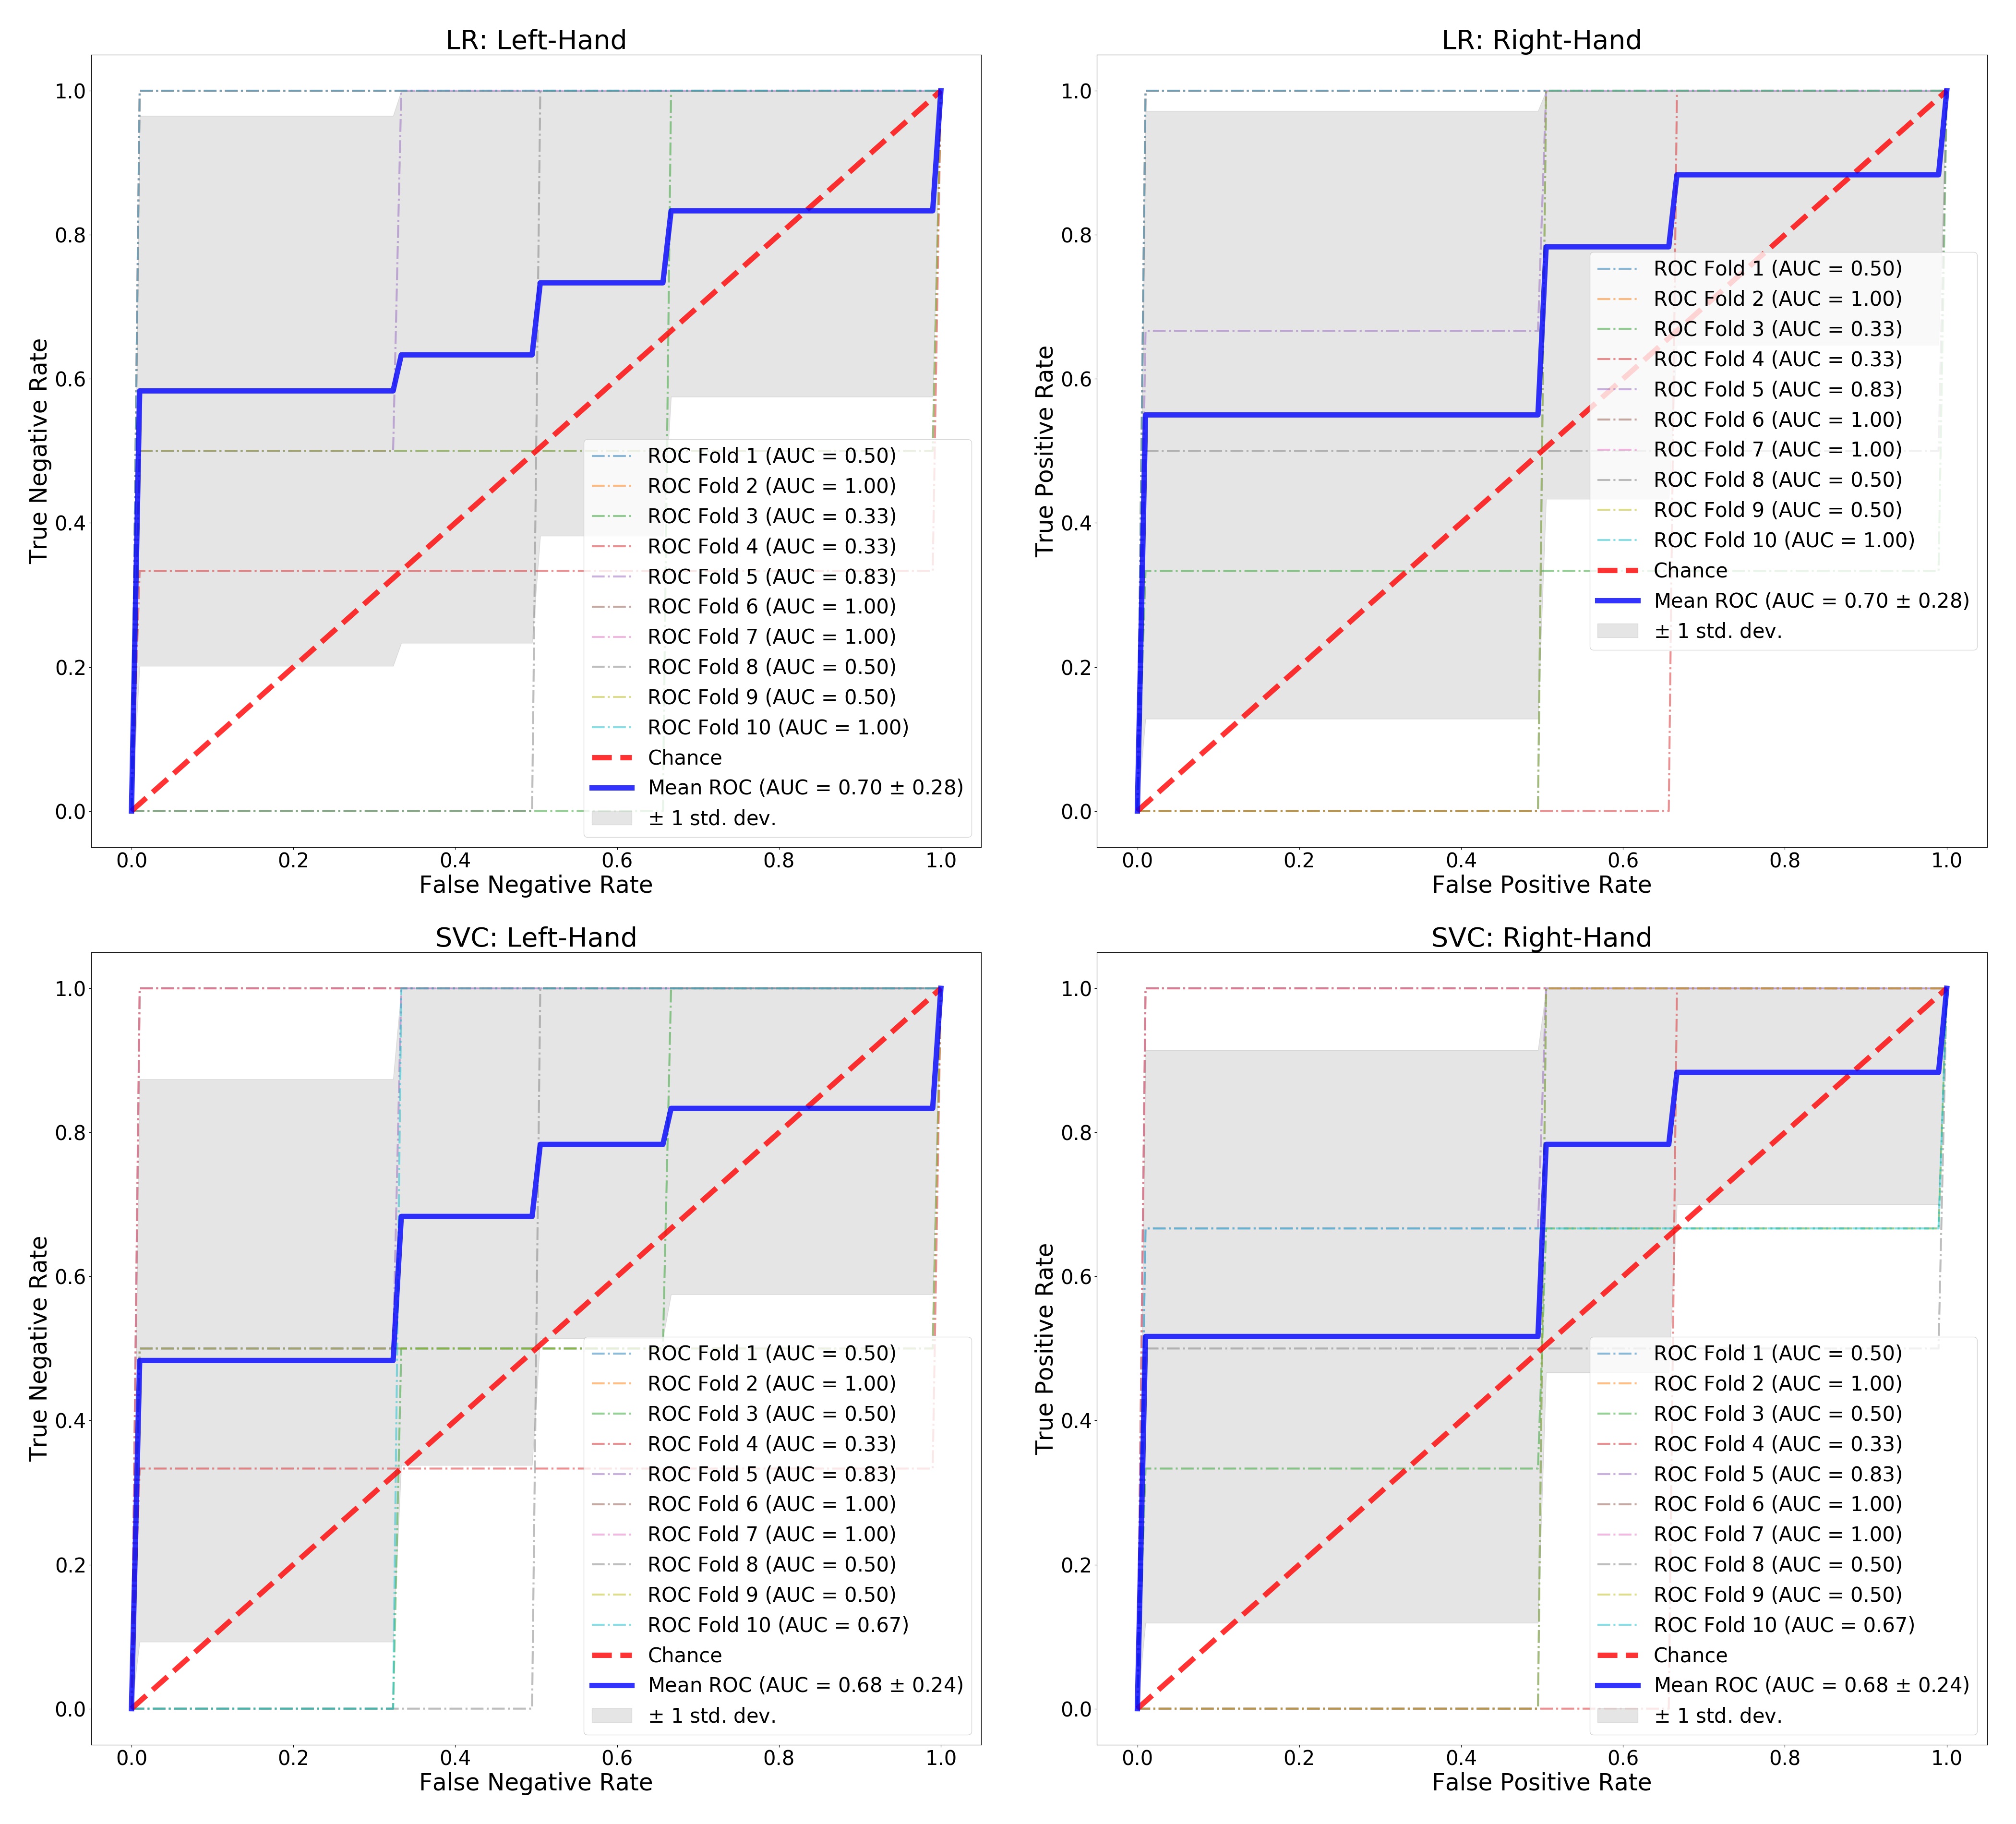 LR: Left-Hand
True Negative Rate
1.0
0.8
0.6
0.4
0.2
0.0
ROC Fold 1 (AUC = 0.50)
ROC Fold 2 (AUC = 1.00)
ROC Fold 3 (AUC = 0.33)
ROC Fold 4 (AUC = 0.33)
ROC Fold 5 (AUC = 0.83)
ROC Fold 6 (AUC = 1.00)
ROC Fold 7 (AUC = 1.00)
ROC Fold 8 (AUC = 0.50)
ROC Fold 9 (AUC = 0.50)
ROC Fold 10 (AUC = 1.00)
Chance
Mean ROC (AUC = 0.70 ± 0.28)
± 1 std. dev.
0.0 0.2 0.4 0.6 0.8 1.0
False Negative Rate
LR: Right-Hand
True Positive Rate
1.0
0.8
0.6
0.4
0.2
0.0
ROC Fold 1 (AUC = 0.50)
ROC Fold 2 (AUC = 1.00)
ROC Fold 3 (AUC = 0.33)
ROC Fold 4 (AUC = 0.33)
ROC Fold 5 (AUC = 0.83)
ROC Fold 6 (AUC = 1.00)
ROC Fold 7 (AUC = 1.00)
ROC Fold 8 (AUC = 0.50)
ROC Fold 9 (AUC = 0.50)
ROC Fold 10 (AUC = 1.00)
Chance
Mean ROC (AUC = 0.70 ± 0.28)
± 1 std. dev.
0.0 0.2 0.4 0.6 0.8 1.0
False Positive Rate
SVC: Left-Hand
True Negative Rate
1.0
0.8
0.6
0.4
0.2
0.0
ROC Fold 1 (AUC = 0.50)
ROC Fold 2 (AUC = 1.00)
ROC Fold 3 (AUC = 0.50)
ROC Fold 4 (AUC = 0.33)
ROC Fold 5 (AUC = 0.83)
ROC Fold 6 (AUC = 1.00)
ROC Fold 7 (AUC = 1.00)
ROC Fold 8 (AUC = 0.50)
ROC Fold 9 (AUC = 0.50)
ROC Fold 10 (AUC = 0.67)
Chance
Mean ROC (AUC = 0.68 ± 0.24)
± 1 std. dev.
0.0 0.2 0.4 0.6 0.8 1.0
False Negative Rate
SVC: Right-Hand
True Positive Rate
1.0
0.8
0.6
0.4
0.2
0.0
ROC Fold 1 (AUC = 0.50)
ROC Fold 2 (AUC = 1.00)
ROC Fold 3 (AUC = 0.50)
ROC Fold 4 (AUC = 0.33)
ROC Fold 5 (AUC = 0.83)
ROC Fold 6 (AUC = 1.00)
ROC Fold 7 (AUC = 1.00)
ROC Fold 8 (AUC = 0.50)
ROC Fold 9 (AUC = 0.50)
ROC Fold 10 (AUC = 0.67)
Chance
Mean ROC (AUC = 0.68 ± 0.24)
± 1 std. dev.
0.0 0.2 0.4 0.6 0.8 1.0
False Positive Rate